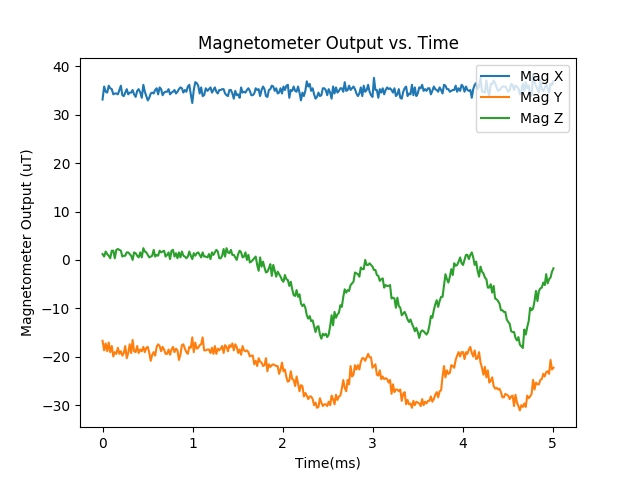 Magnetometer Output vs. Time
Mag X
Mag Y
Mag Z
Magnetometer Output (uT)
40
30
20
10
0
−10
−20
−30
0 1 2 3 4 5
Time(ms)